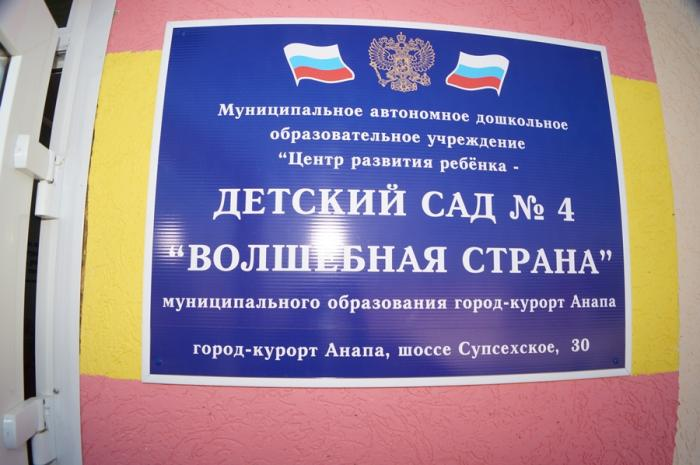 Муниципальное автономное дошкольное
образовательное учреждение
“Центр развития ребёнка -
ДЕТСКИЙ САД № 4
“ВОЛШЕБНАЯ СТРАНА”
муниципального образования город-курорт Анапа
город-курорт Анапа, шоссе Супсехское, 30